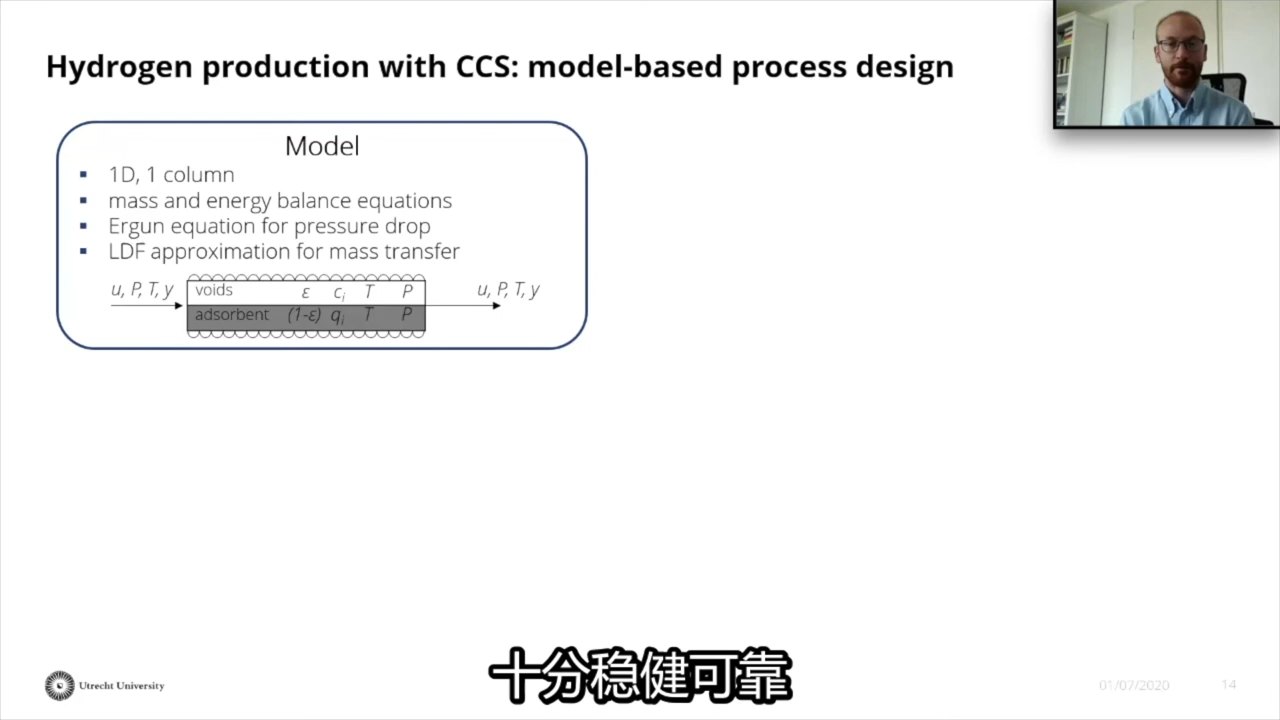 Hydrogen production with CCS: model-based process design
Model
▪ 1D, 1 column
▪ mass and energy balance equations
▪ Ergun equation for pressure drop
▪ LDF approximation for mass transfer
u, P, T, y
voids ε cᵢ T P
u, P, T, y
adsorbent (1-ε) qᵢ T P
十分稳健可靠
Utrecht University
01/07/2020
14